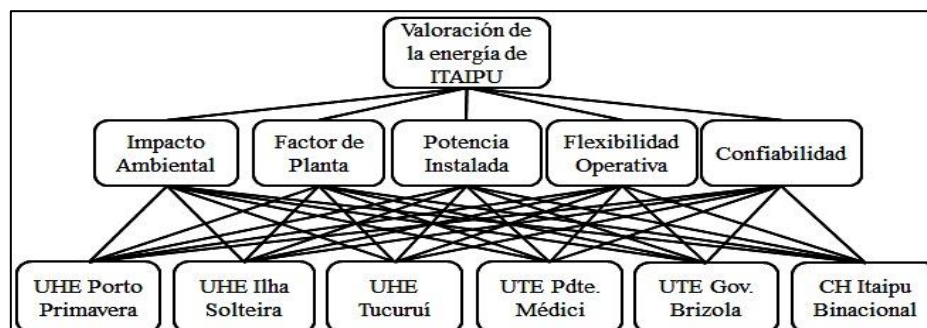 Valoración de
la energía de
ITAIPU
Impacto
Ambiental
Factor de
Planta
Potencia
Instalada
Flexibilidad
Operativa
Confiabilidad
UHE Porto
Primavera
UHE Ilha
Solteira
UHE
Tucuruí
UTE Pdte.
Médici
UTE Gov.
Brizola
CH Itaipu
Binacional